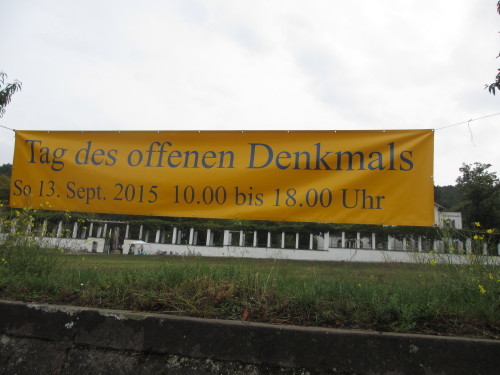 Tag des offenen Denkmals
So 13. Sept. 2015 10.00 bis 18.00 Uhr